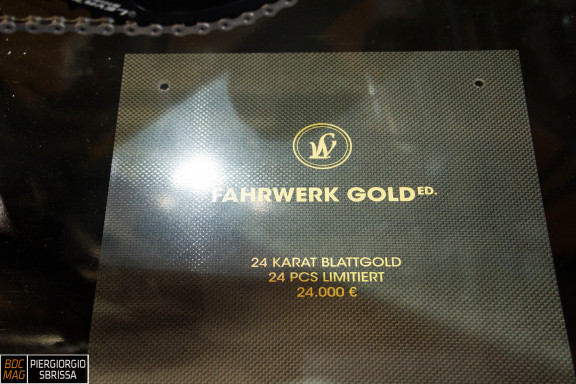 FAHRWERK GOLD ED.
24 KARAT BLATTGOLD
24 PCS LIMITIERT
24.000 €
BDC MAG
PIERGIORGIO SBRISSA